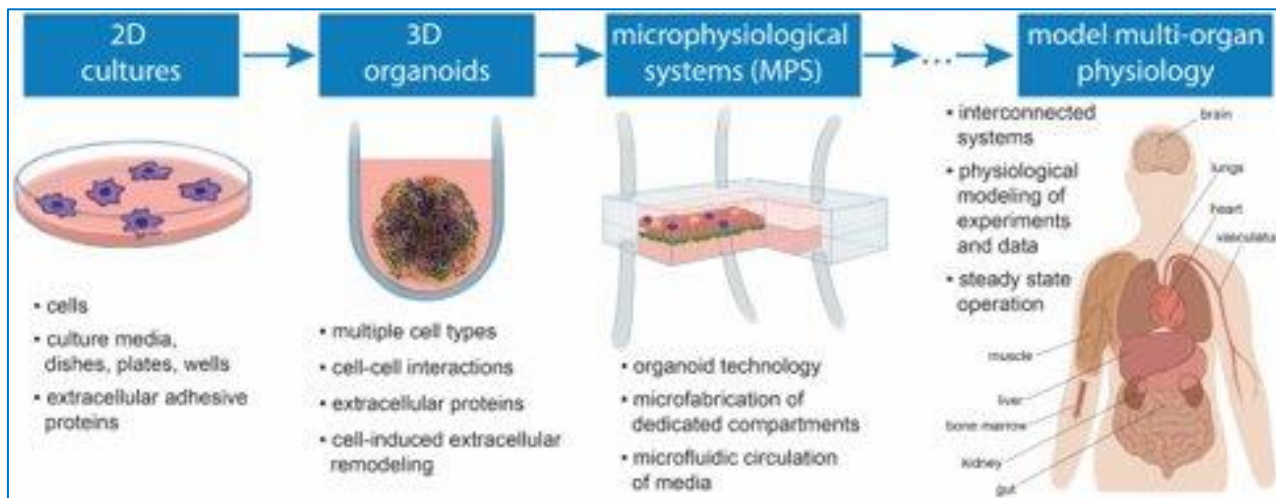 2D
cultures
3D
organoids
microphysiological
systems (MPS)
...
model multi-organ
physiology
▪ cells
▪ culture media,
dishes, plates, wells
▪ extracellular adhesive
proteins
▪ multiple cell types
▪ cell-cell interactions
▪ extracellular proteins
▪ cell-induced extracellular
remodeling
▪ organoid technology
▪ microfabrication of
dedicated compartments
▪ microfluidic circulation
of media
▪ interconnected
systems
▪ physiological
modeling of
experiments
and data
▪ steady state
operation
brain
lungs
heart
vasculatu
muscle
liver
bone marrow
kidney
gut